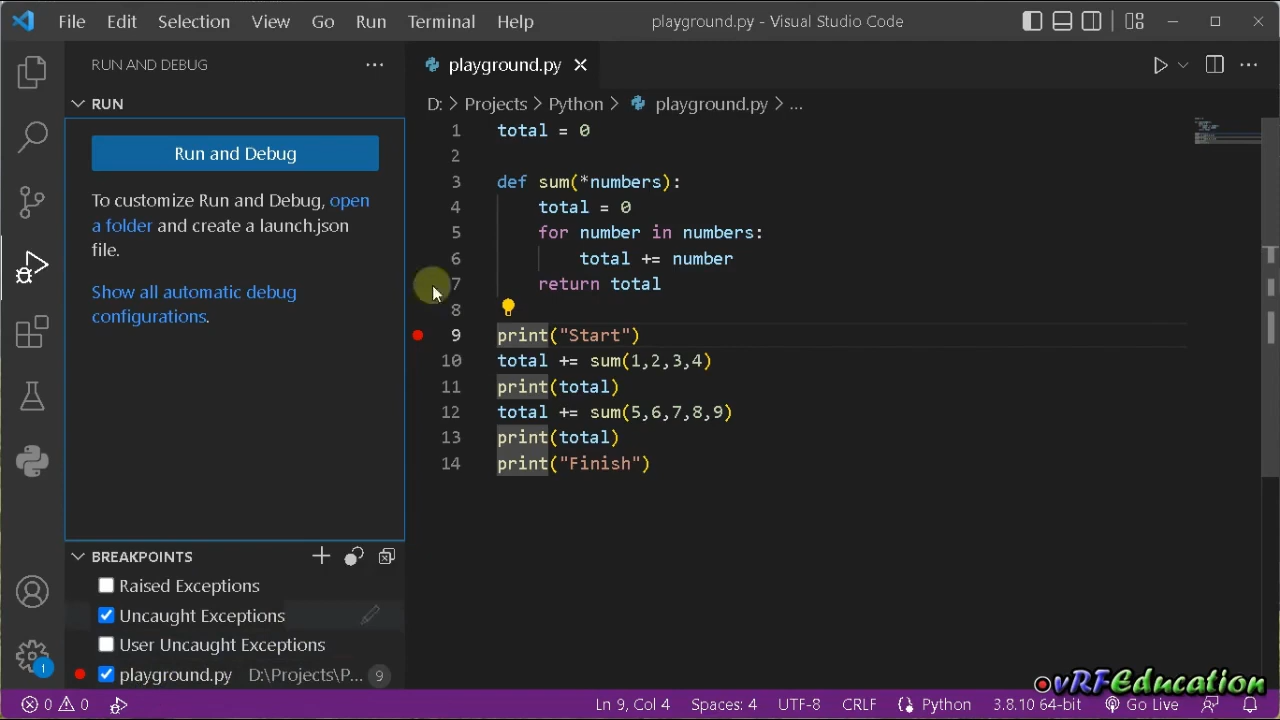 File Edit Selection View Go Run Terminal Help playground.py - Visual Studio Code
RUN AND DEBUG ...
RUN
Run and Debug
To customize Run and Debug, open
a folder and create a launch.json
file.
Show all automatic debug
configurations.
BREAKPOINTS
Raised Exceptions
Uncaught Exceptions
User Uncaught Exceptions
playground.py D:\Projects\P... 9
1
playground.py
D: > Projects > Python > playground.py > ...
1 total = 0
2
3 def sum(*numbers):
4 total = 0
5 for number in numbers:
6 total += number
7 return total
8
9 print("Start")
10 total += sum(1,2,3,4)
11 print(total)
12 total += sum(5,6,7,8,9)
13 print(total)
14 print("Finish")
vRFEducation
0 0 Ln 9, Col 4 Spaces: 4 UTF-8 CRLF Python 3.8.10 64-bit Go Live